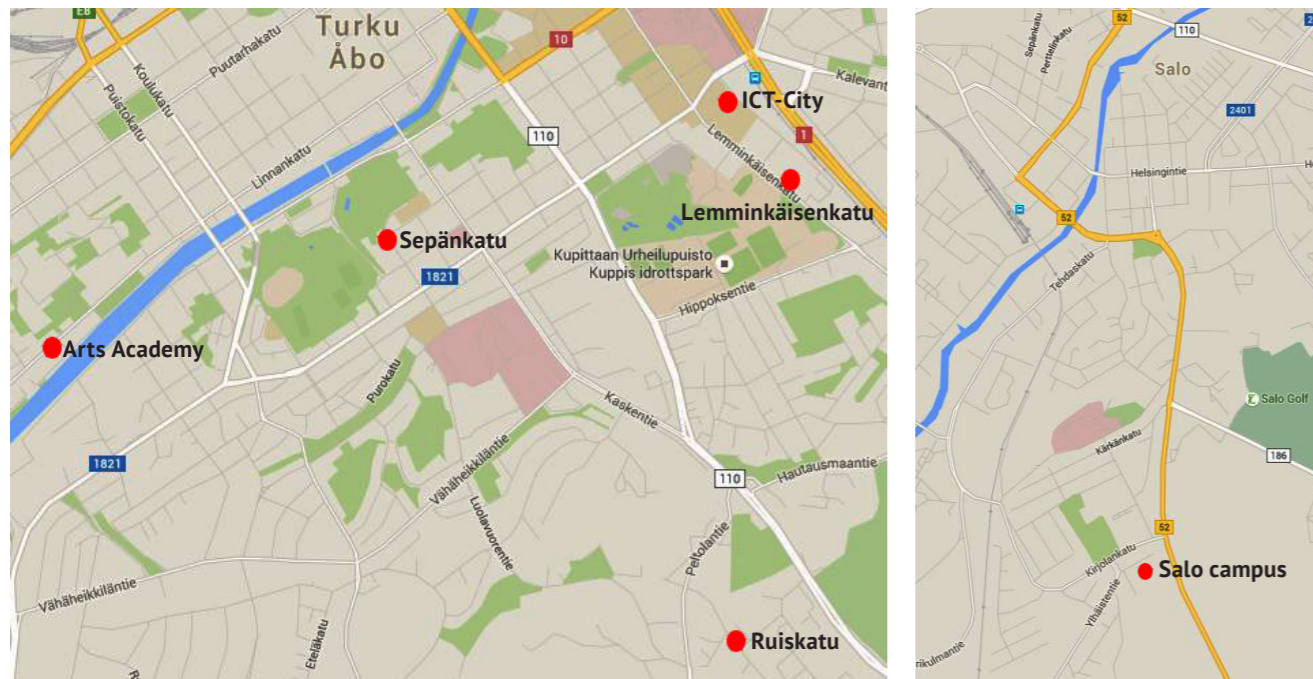 E8
Turku
Åbo
10
Puutarhakatu
Koulukatu
Puistokatu
Kalevant
ICT-City
110
1
Lemminkäisenkatu
Linnankatu
Lemminkäisenkatu
Sepänkatu
Kupittaan Urheilupuisto
Kuppis idrottspark
1821
Hippoksentie
Arts Academy
Purokatu
Kaskentie
1821
Vähäheikkiläntie
110
Hautausmaantie
Luolavuorentie
Peltolantie
Vähäheikkiläntie
Eteläkatu
Ruiskatu
52
110
Sepänkatu
Perttelinkatu
Salo
2401
Helsingintie
52
Tehdaskatu
Salo Golf
Kärkänkatu
186
52
Kirjolankatu
Salo campus
Ylhäistentie
rikulmantie